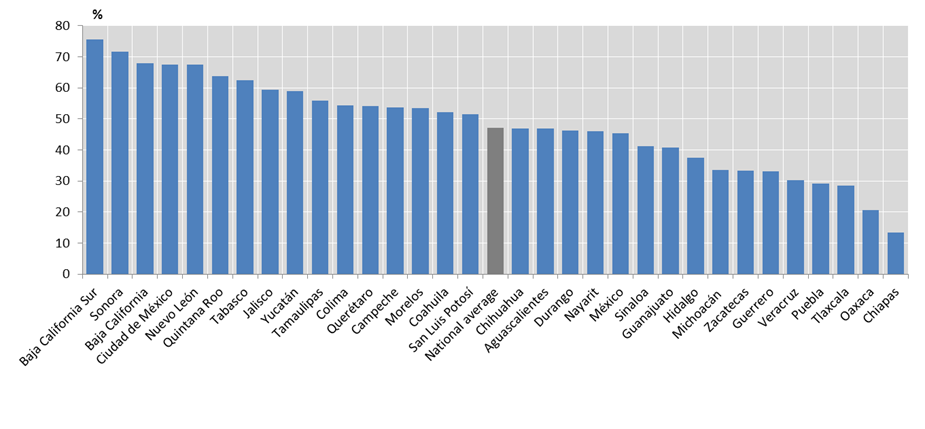 %
80
70
60
50
40
30
20
10
0
Baja California Sur
Sonora
Baja California
Ciudad de México
Nuevo León
Quintana Roo
Tabasco
Jalisco
Yucatán
Tamaulipas
Colima
Querétaro
Campeche
Morelos
Coahuila
San Luis Potosí
National average
Chihuahua
Aguascalientes
Durango
Nayarit
México
Sinaloa
Guanajuato
Hidalgo
Michoacán
Zacatecas
Guerrero
Veracruz
Puebla
Tlaxcala
Oaxaca
Chiapas